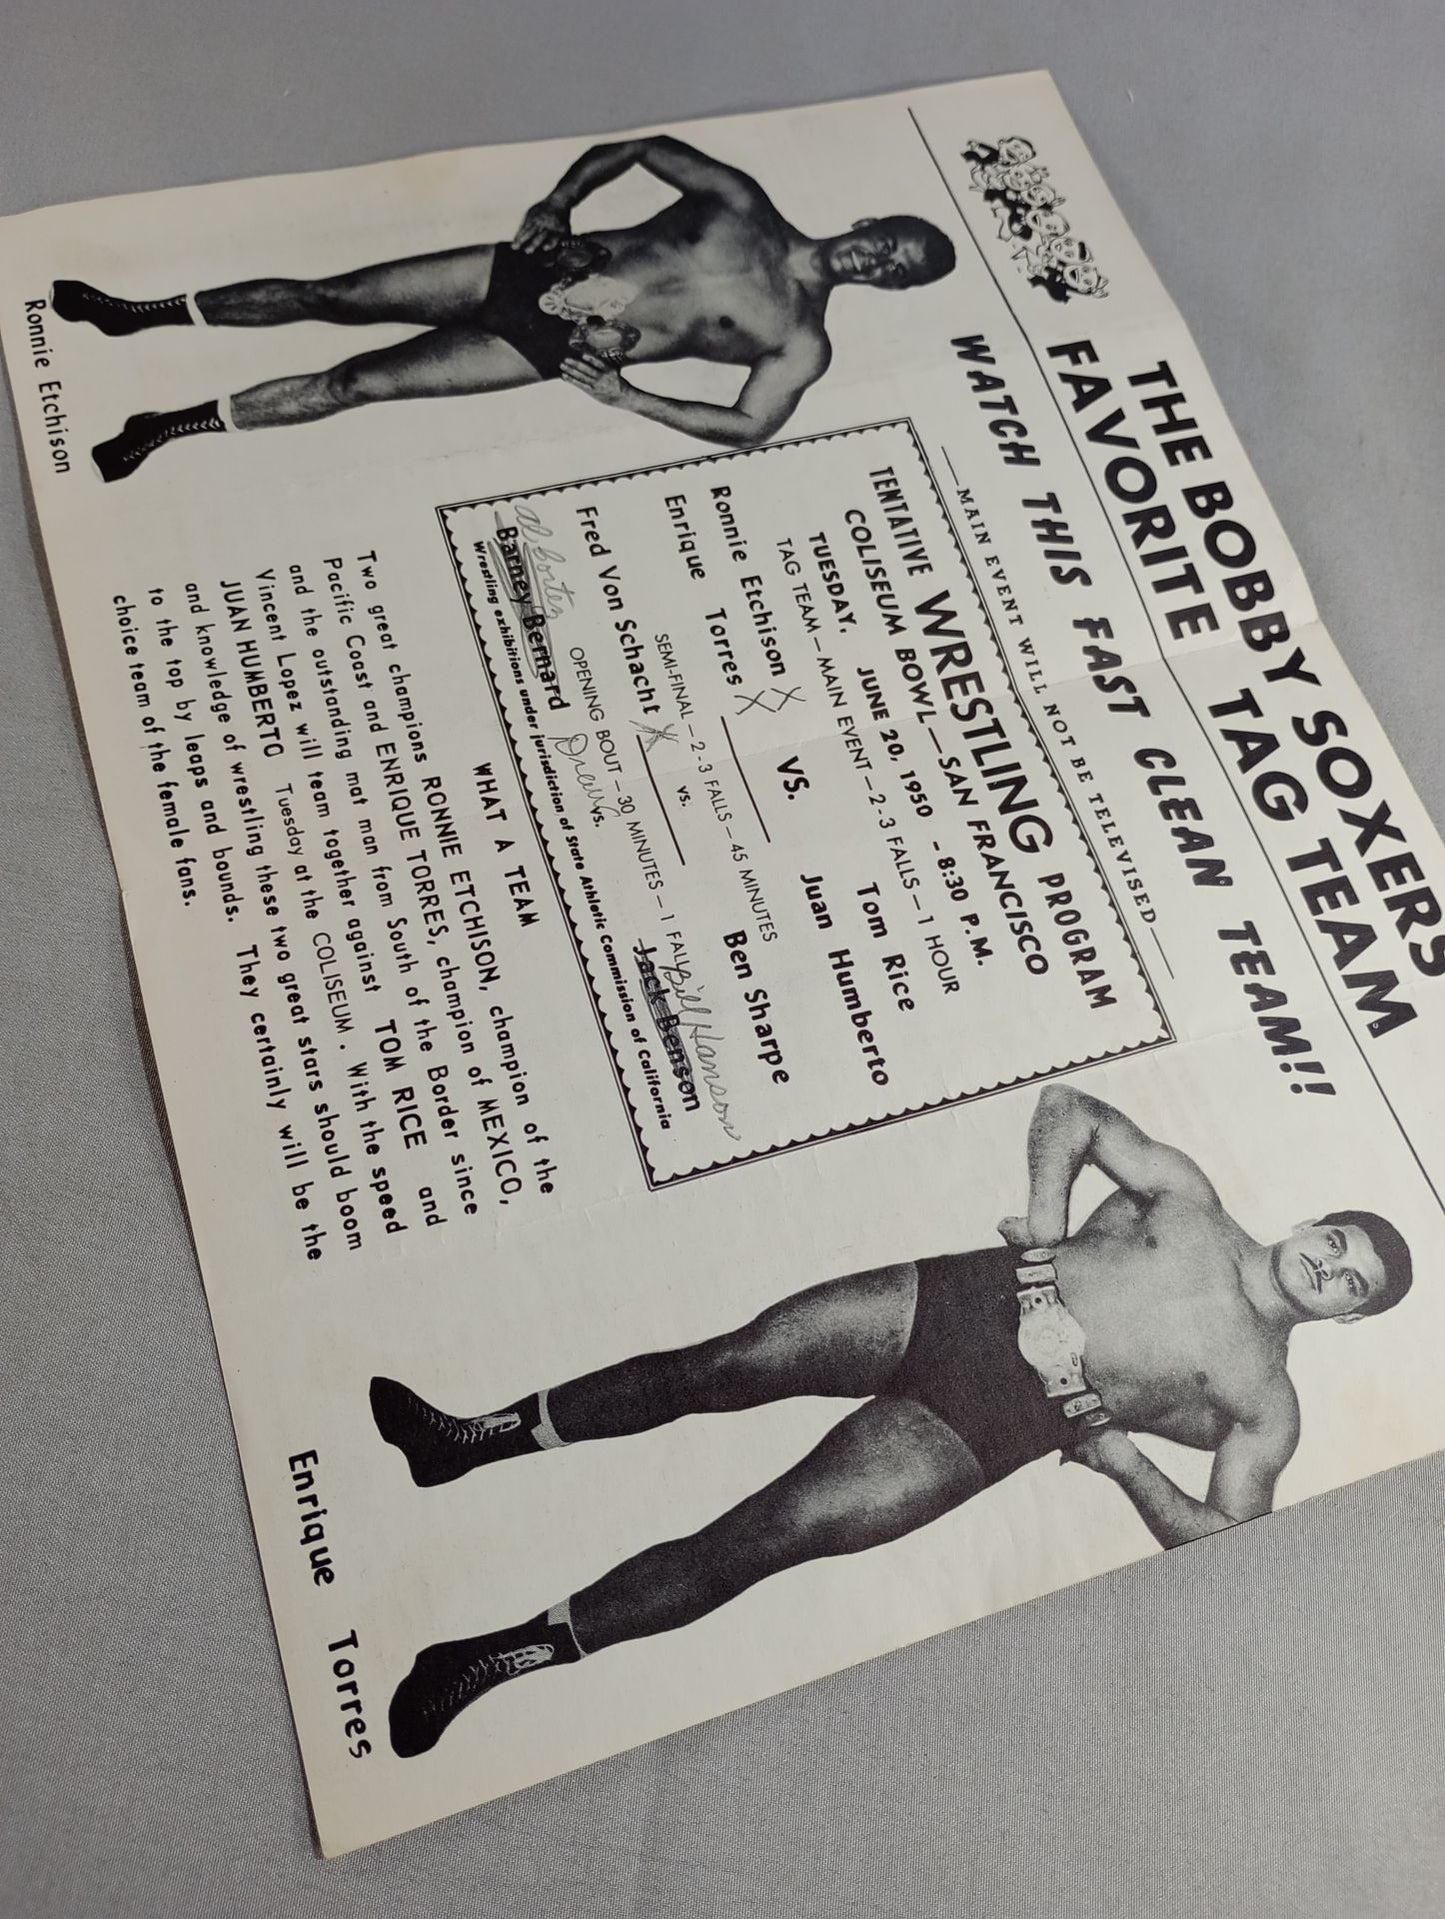 THE BOBBY SOXERS
FAVORITE TAG TEAM
WATCH THIS FAST CLEAN TEAM!!
—MAIN EVENT WILL NOT BE TELEVISED—
TENTATIVE WRESTLING PROGRAM
COLISEUM BOWL—SAN FRANCISCO
TUESDAY, JUNE 20, 1950 - 8:30 P.M.
TAG TEAM—MAIN EVENT—2-3 FALLS—1 HOUR
Ronnie Etchison X VS. Tom Rice
Enrique Torres X Juan Humberto
SEMI-FINAL—2-3 FALLS—45 MINUTES
Fred Von Schacht X vs. Ben Sharpe
OPENING BOUT—30 MINUTES—1 FALL
Draw Bill Hanson
Barney Bernard vs. Jack Benson
Wrestling exhibitions under jurisdiction of State Athletic Commission of California
WHAT A TEAM
Two great champions RONNIE ETCHISON, champion of the
Pacific Coast and ENRIQUE TORRES, champion of MEXICO,
and the outstanding mat man from South of the Border since
Vincent Lopez will team together against TOM RICE and
JUAN HUMBERTO Tuesday at the COLISEUM. With the speed
and knowledge of wrestling these two great stars should boom
to the top by leaps and bounds. They certainly will be the
choice team of the female fans.
Ronnie Etchison
Enrique Torres